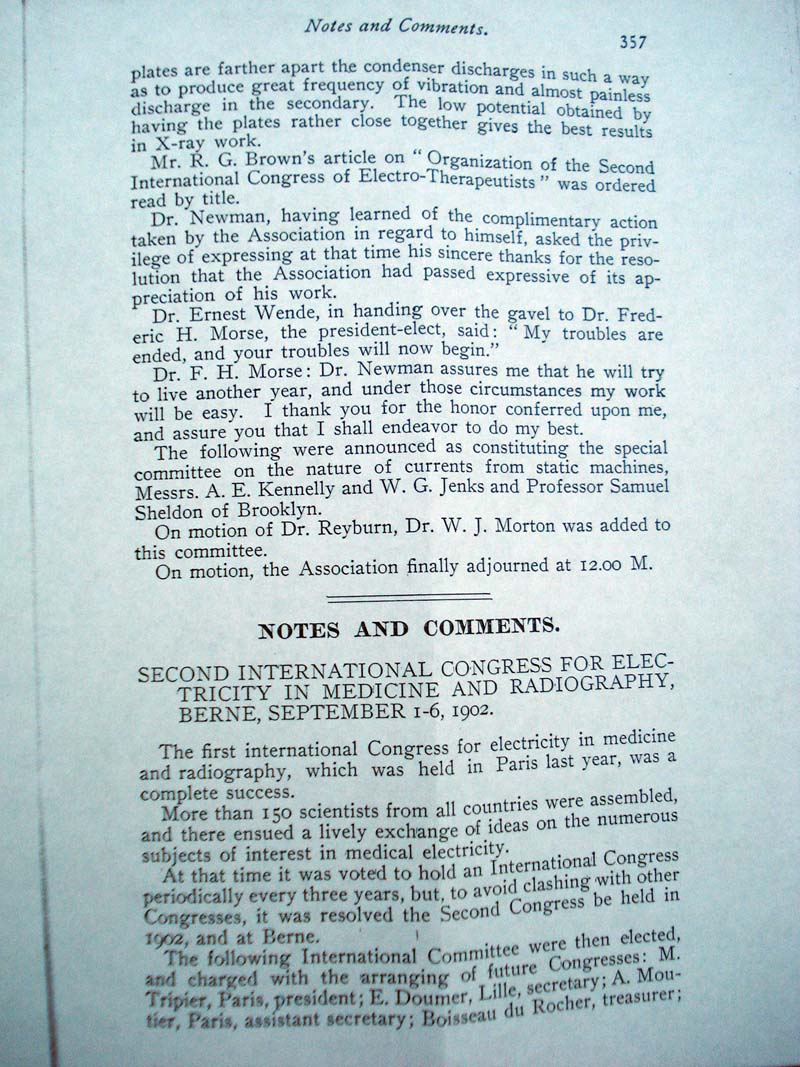 Notes and Comments.
357
plates are farther apart the condenser discharges in such a way
as to produce great frequency of vibration and almost painless
discharge in the secondary. The low potential obtained by
having the plates rather close together gives the best results
in X-ray work.
Mr. R. G. Brown's article on "Organization of the Second
International Congress of Electro-Therapeutists" was ordered
read by title.
Dr. Newman, having learned of the complimentary action
taken by the Association in regard to himself, asked the priv-
ilege of expressing at that time his sincere thanks for the reso-
lution that the Association had passed expressive of its ap-
preciation of his work.
Dr. Ernest Wende, in handing over the gavel to Dr. Fred-
eric H. Morse, the president-elect, said: "My troubles are
ended, and your troubles will now begin."
Dr. F. H. Morse: Dr. Newman assures me that he will try
to live another year, and under those circumstances my work
will be easy. I thank you for the honor conferred upon me,
and assure you that I shall endeavor to do my best.
The following were announced as constituting the special
committee on the nature of currents from static machines,
Messrs. A. E. Kennelly and W. G. Jenks and Professor Samuel
Sheldon of Brooklyn.
On motion of Dr. Reyburn, Dr. W. J. Morton was added to
this committee.
On motion, the Association finally adjourned at 12.00 M.
NOTES AND COMMENTS.
SECOND INTERNATIONAL CONGRESS FOR ELEC-
TRICITY IN MEDICINE AND RADIOGRAPHY,
BERNE, SEPTEMBER 1-6, 1902.
The first international Congress for electricity in medicine
and radiography, which was held in Paris last year, was a
complete success.
More than 150 scientists from all countries were assembled,
and there ensued a lively exchange of ideas on the numerous
subjects of interest in medical electricity.
At that time it was voted to hold an International Congress
periodically every three years, but, to avoid clashing with other
Congresses, it was resolved the Second Congress be held in
1902, and at Berne.
The following International Committee were then elected,
and charged with the arranging of future Congresses: M.
Tripier, Paris, president; E. Doumer, Lille, secretary; A. Mou-
tier, Paris, assistant secretary; Boisseau du Rocher, treasurer;